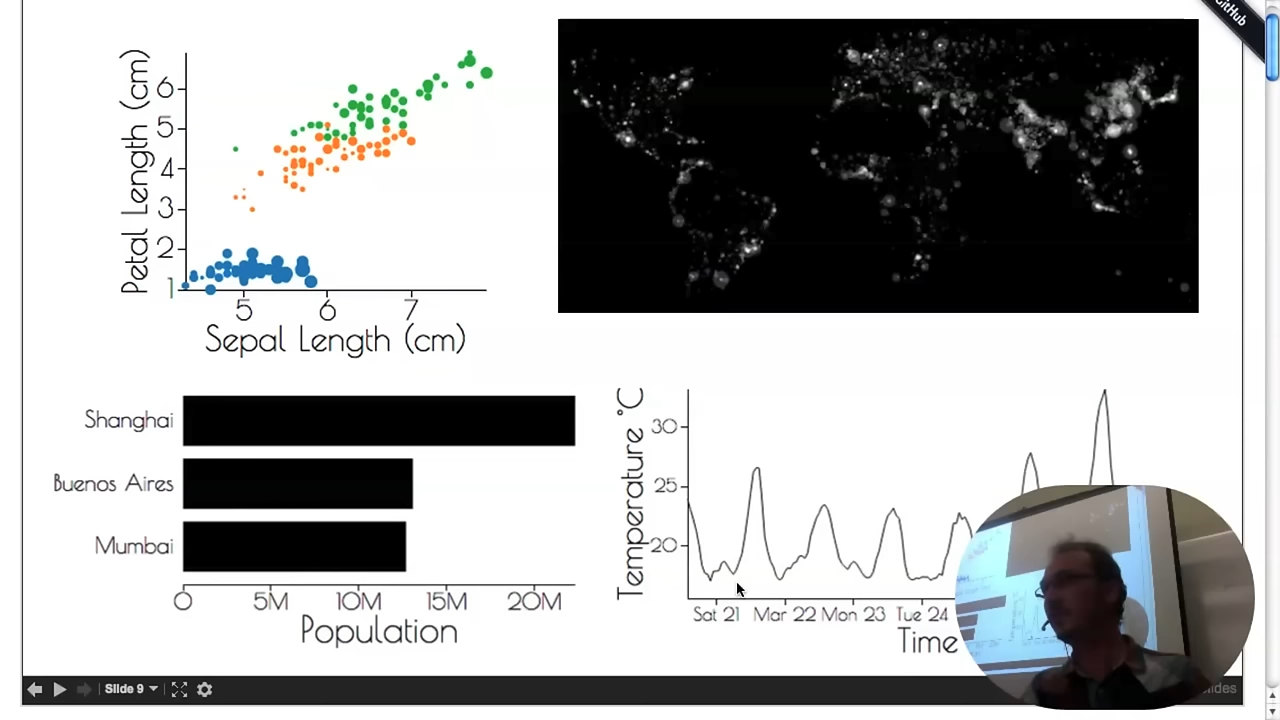 GitHub
Petal Length (cm)
6
5
4
3
2
1
5 6 7
Sepal Length (cm)
Shanghai
Buenos Aires
Mumbai
0 5M 10M 15M 20M
Population
Temperature °C
30
25
20
Sat 21 Mar 22 Mon 23 Tue 24
Time
Slide 9
lides